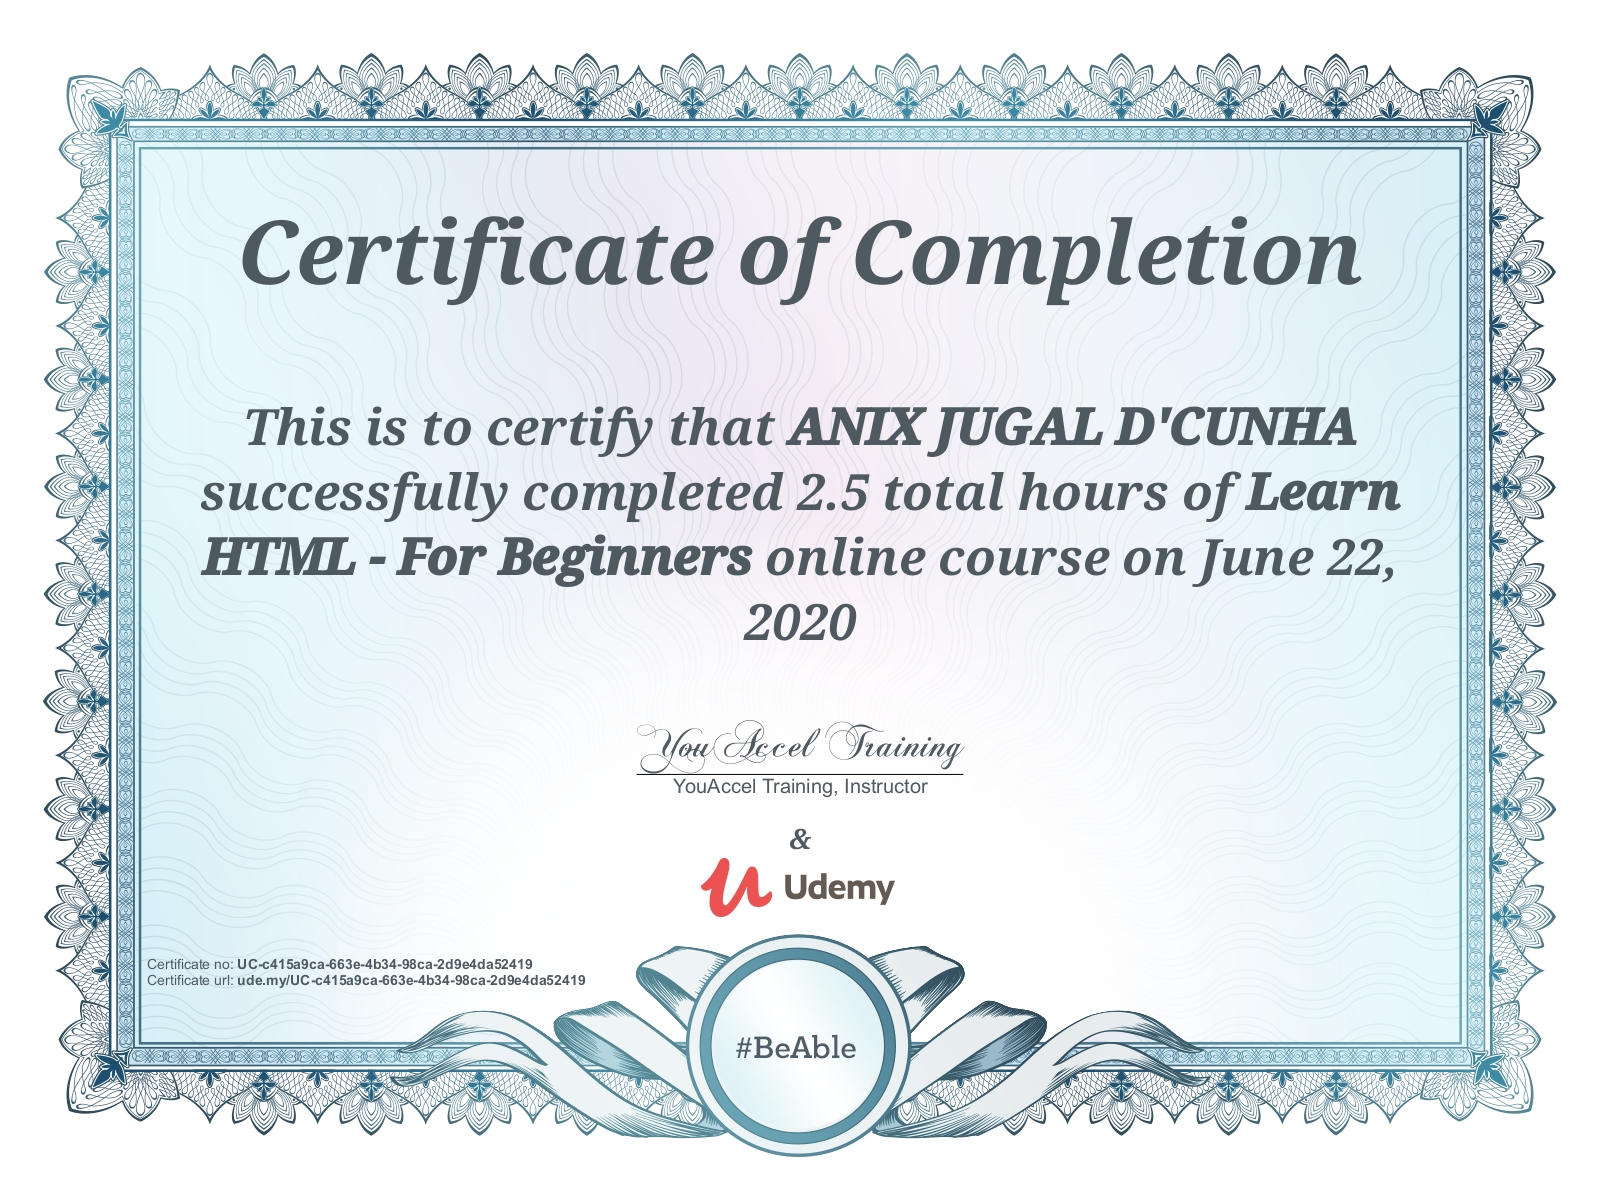 Certificate of Completion
This is to certify that ANIX JUGAL D'CUNHA
successfully completed 2.5 total hours of Learn
HTML - For Beginners online course on June 22,
2020
YouAccel Training
YouAccel Training, Instructor
&
Udemy
Certificate no: UC-c415a9ca-663e-4b34-98ca-2d9e4da52419
Certificate url: ude.my/UC-c415a9ca-663e-4b34-98ca-2d9e4da52419
#BeAble